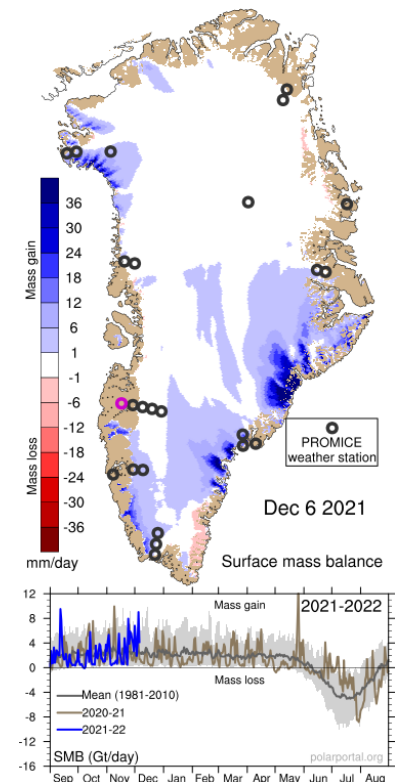 Mass gain
36
30
24
18
12
6
1
-1
-6
-12
-18
-24
-30
-36
Mass loss
mm/day
PROMICE
weather station
Dec 6 2021
Surface mass balance
12
8
4
0
-4
-8
-12
-16
Mass gain
2021-2022
Mass loss
Mean (1981-2010)
2020-21
2021-22
SMB (Gt/day)
polarportal.org
Sep Oct Nov Dec Jan Feb Mar Apr May Jun Jul Aug